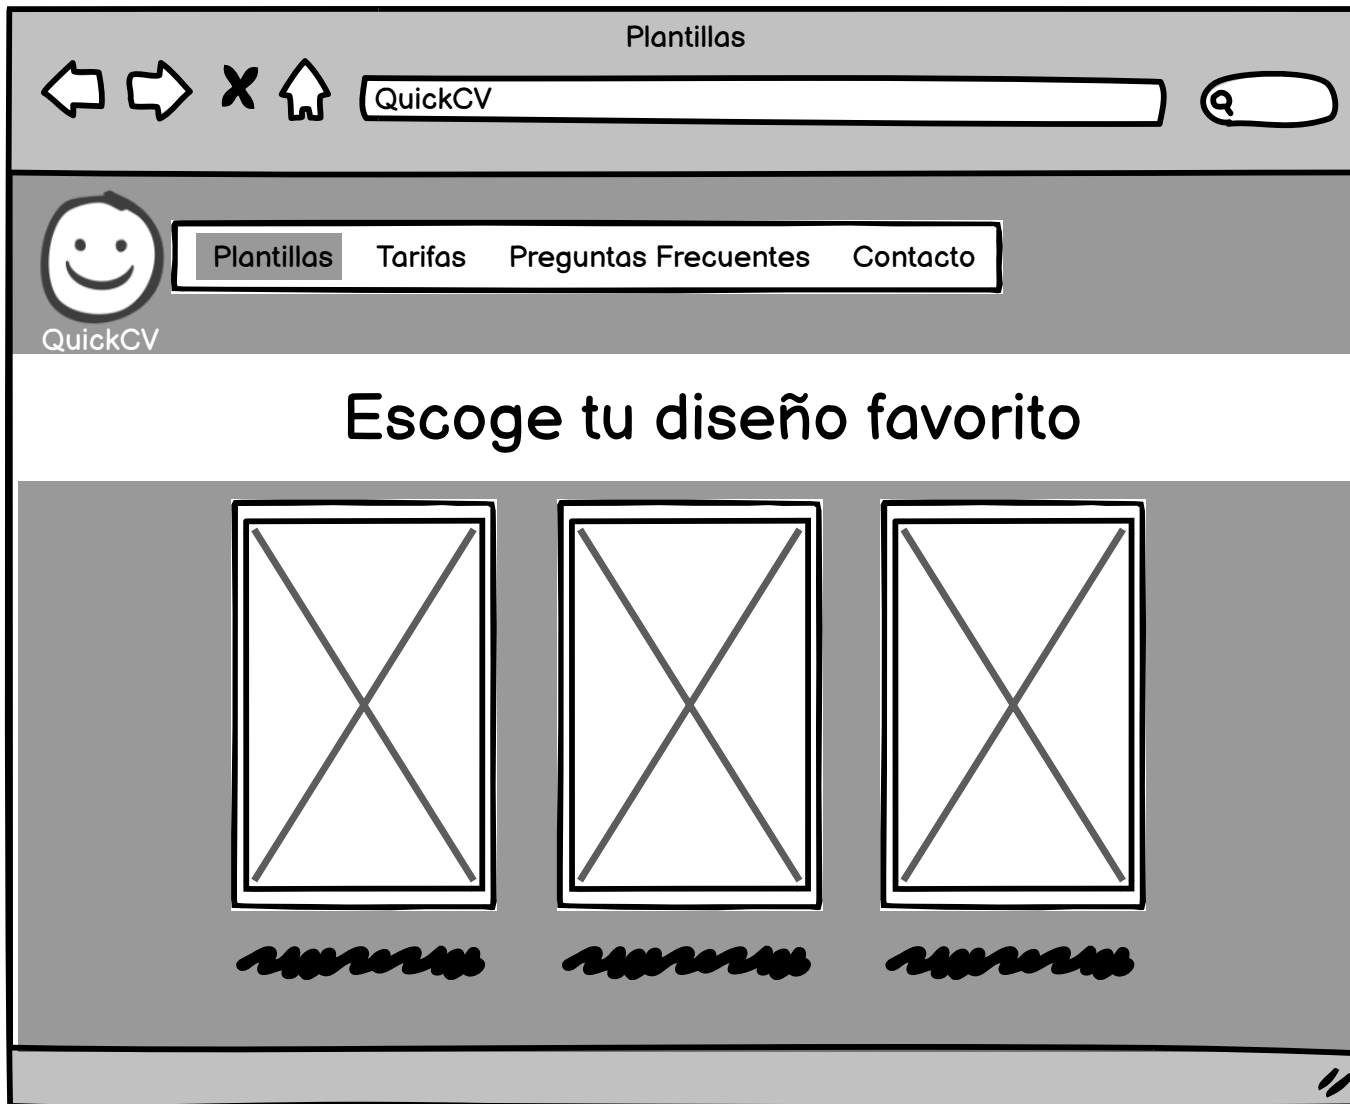 Plantillas
QuickCV
Plantillas Tarifas Preguntas Frecuentes Contacto
QuickCV
Escoge tu diseño favorito